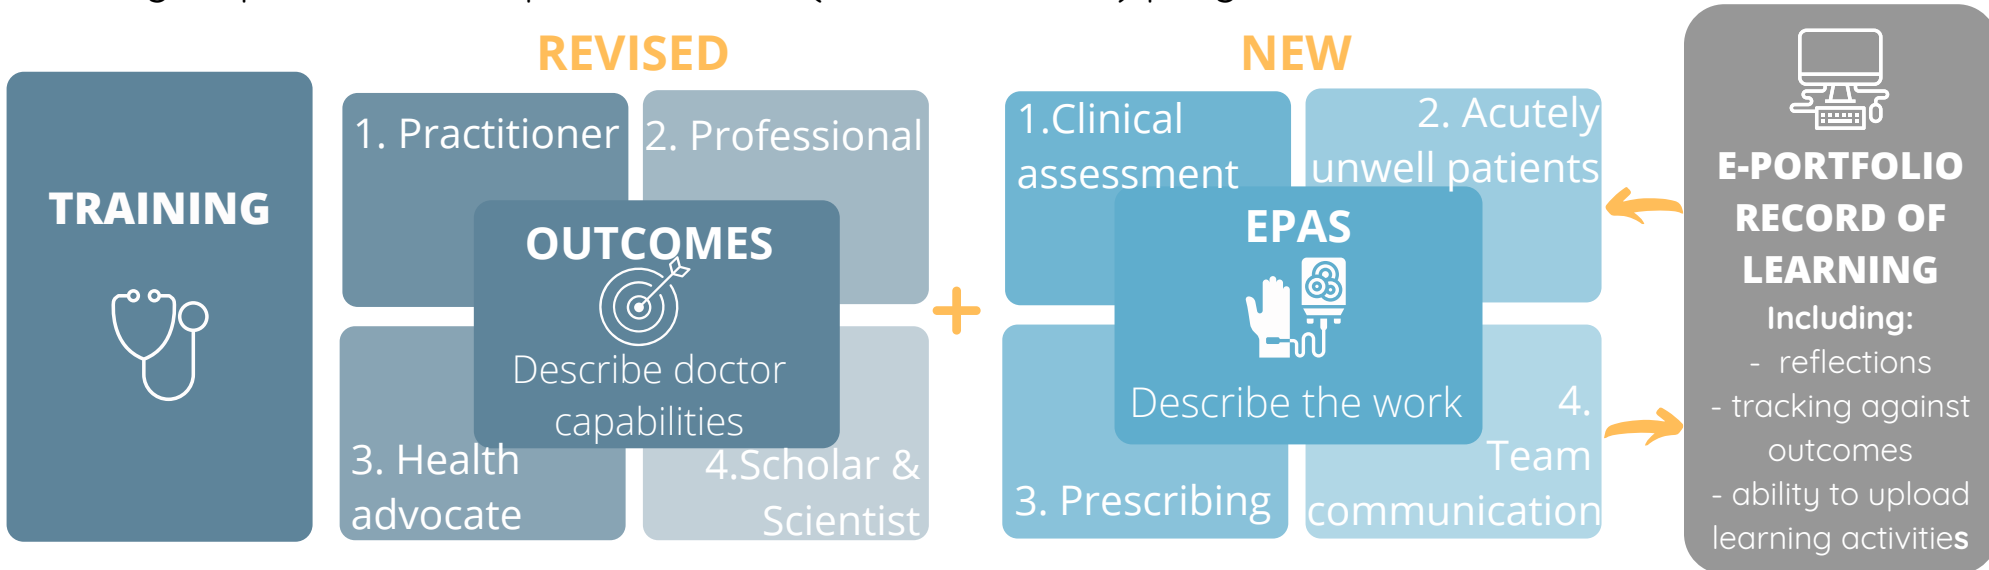 REVISED
NEW
TRAINING
1. Practitioner
2. Professional
OUTCOMES
Describe doctor
capabilities
3. Health
advocate
4.Scholar &
Scientist
+
1.Clinical
assessment
2. Acutely
unwell patients
EPAS
Describe the work
3. Prescribing
4.
Team
communication
E-PORTFOLIO
RECORD OF
LEARNING
Including:
- reflections
- tracking against
outcomes
- ability to upload
learning activities